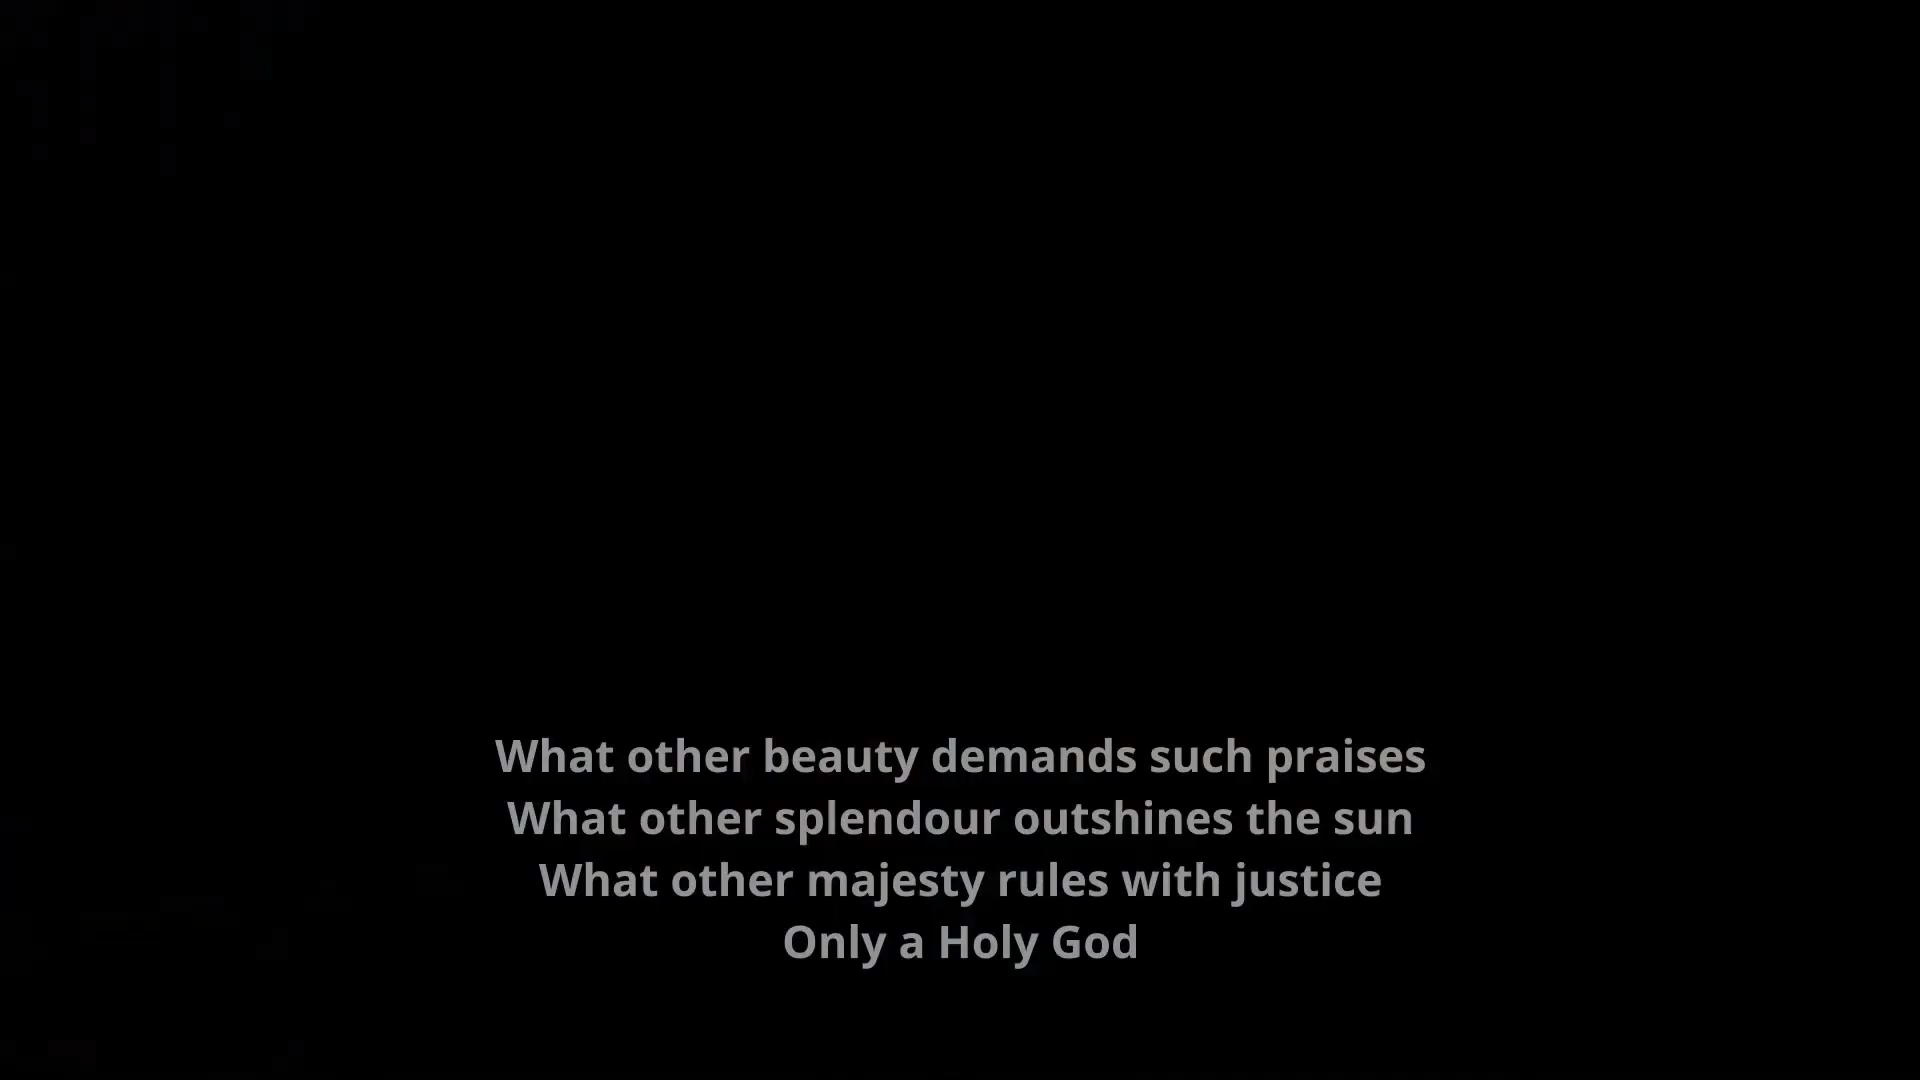 What other beauty demands such praises
What other splendour outshines the sun
What other majesty rules with justice
Only a Holy God